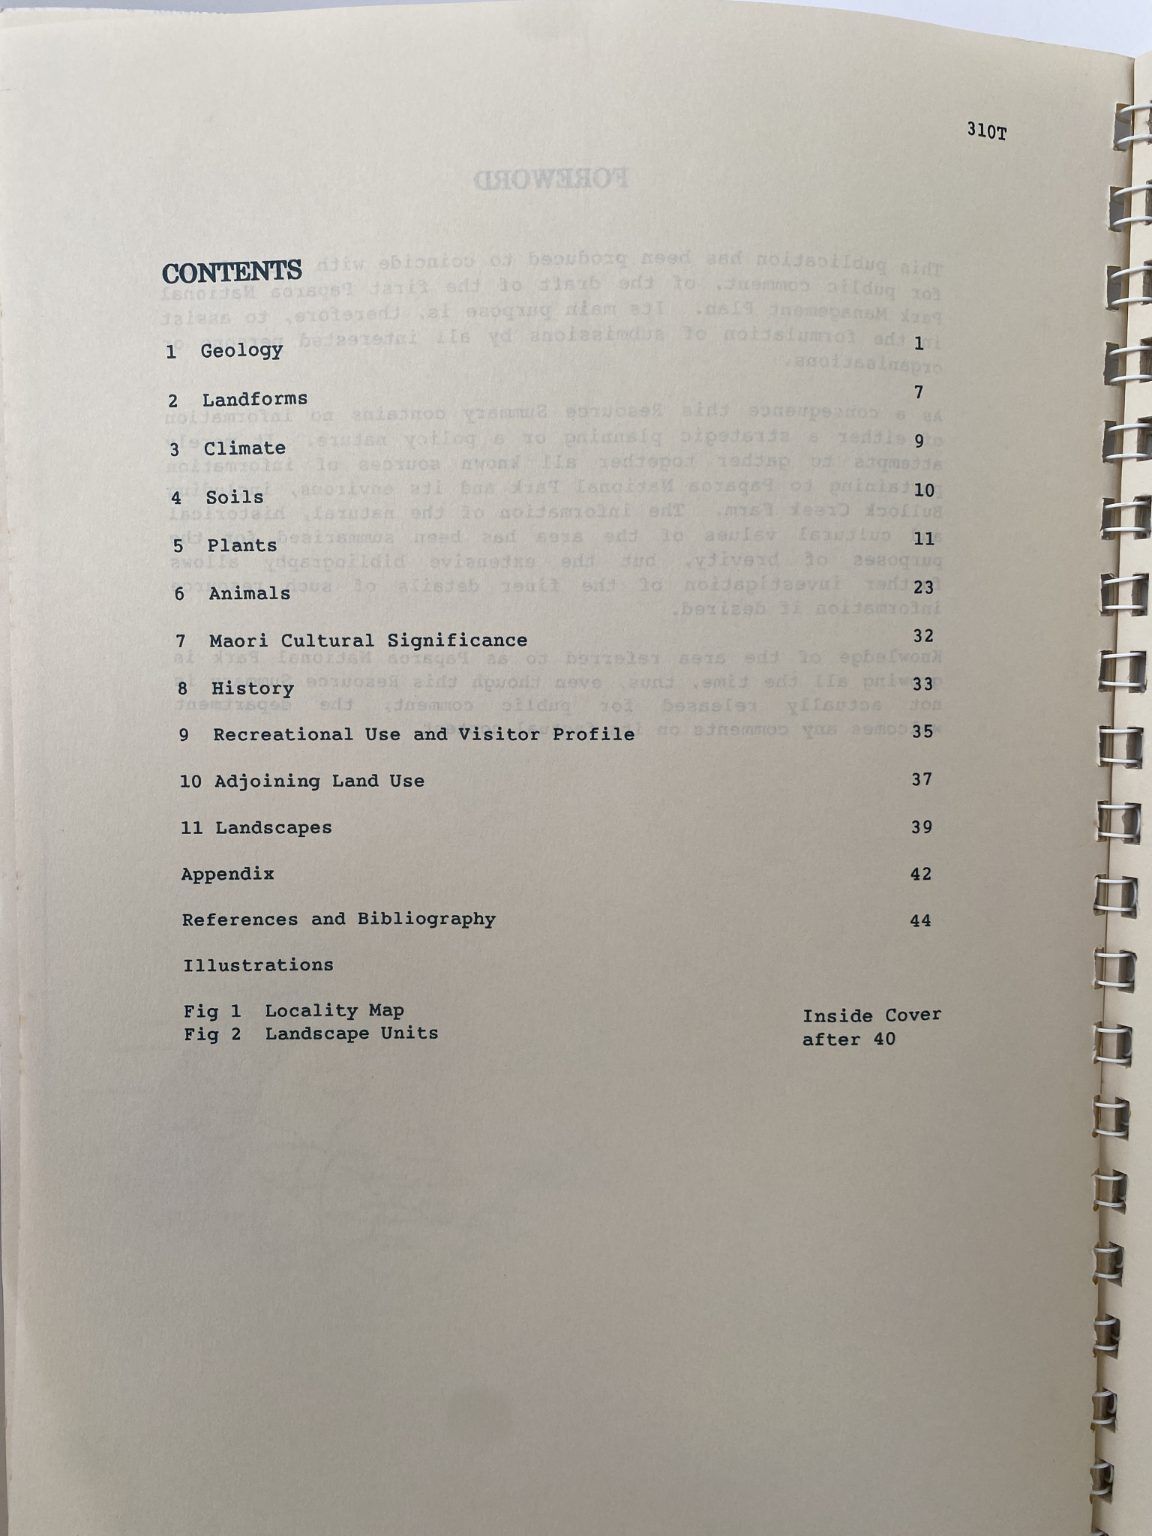 310T
CONTENTS
1 Geology 1
2 Landforms 7
3 Climate 9
4 Soils 10
5 Plants 11
6 Animals 23
7 Maori Cultural Significance 32
8 History 33
9 Recreational Use and Visitor Profile 35
10 Adjoining Land Use 37
11 Landscapes 39
Appendix 42
References and Bibliography 44
Illustrations
Fig 1 Locality Map Inside Cover
Fig 2 Landscape Units after 40